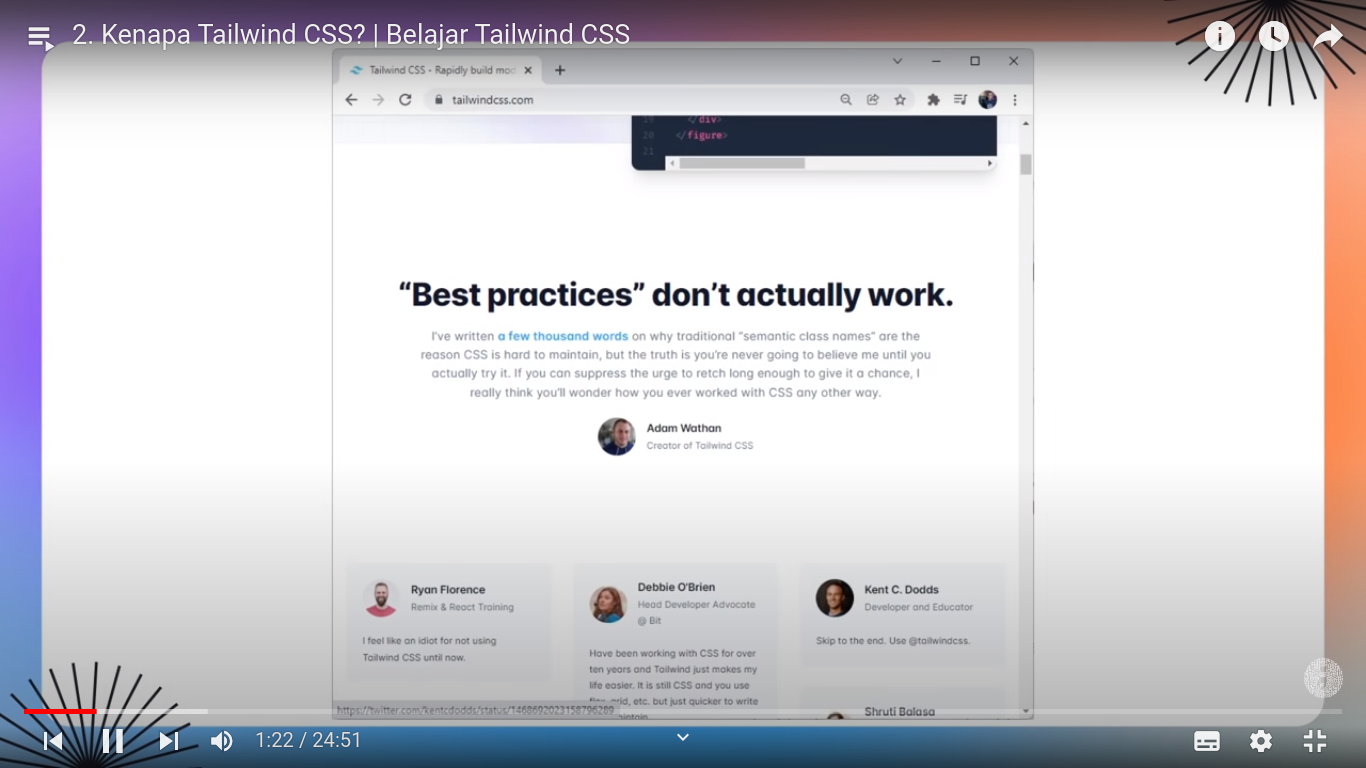 2. Kenapa Tailwind CSS? | Belajar Tailwind CSS
Tailwind CSS - Rapidly build mod
tailwindcss.com
19 </div>
20 </figure>
21
“Best practices” don’t actually work.
I’ve written a few thousand words on why traditional “semantic class names” are the
reason CSS is hard to maintain, but the truth is you’re never going to believe me until you
actually try it. If you can suppress the urge to retch long enough to give it a chance, I
really think you’ll wonder how you ever worked with CSS any other way.
Adam Wathan
Creator of Tailwind CSS
Ryan Florence
Remix & React Training
I feel like an idiot for not using
Tailwind CSS until now.
Debbie O’Brien
Head Developer Advocate
@ Bit
Have been working with CSS for over
ten years and Tailwind just makes my
life easier. It is still CSS and you use
flex, grid, etc. but just quicker to write
Kent C. Dodds
Developer and Educator
Skip to the end. Use @tailwindcss.
Shruti Balasa
https://twitter.com/kentcdodds/status/1468692023158796289
1:22 / 24:51